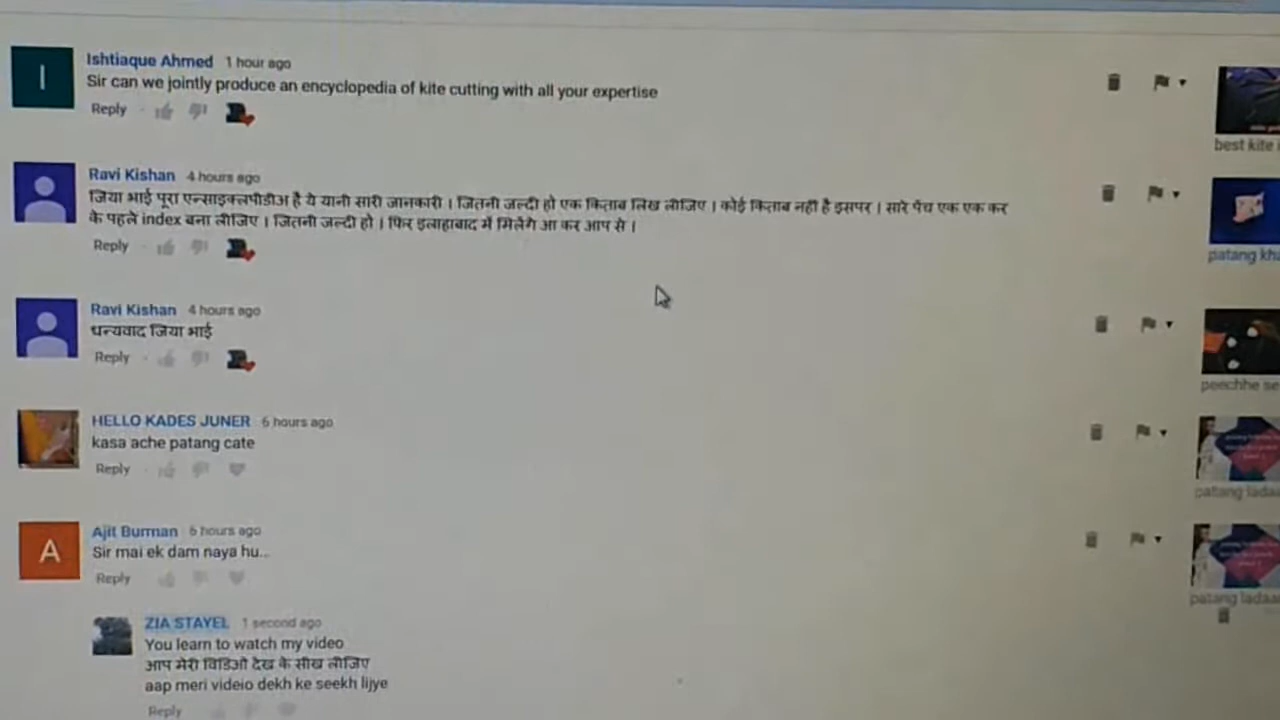 Ishtiaque Ahmed 1 hour ago
Sir can we jointly produce an encyclopedia of kite cutting with all your expertise
Reply
best kite
Ravi Kishan 4 hours ago
जिया भाई पूरा एन्साइक्लपीडीअ है ये यानी सारी जानकारी । जितनी जल्दी हो एक किताब लिख लीजिए । कोई किताब नहीं है इसपर । सारे पेंच एक एक कर
के पहले index बना लीजिए । जितनी जल्दी हो । फिर इलाहाबाद में मिलेंगे आ कर आप से ।
Reply
patang kha
Ravi Kishan 4 hours ago
धन्यवाद जिया भाई
Reply
peechhe se
HELLO KADES JUNER 6 hours ago
kasa ache patang cate
Reply
patang ladaa
Ajit Burman 6 hours ago
A
Sir mai ek dam naya hu...
Reply
patang ladaa
ZIA STAYEL 1 second ago
You learn to watch my video
आप मेरी विडिओ देख के सीख लीजिए
aap meri videio dekh ke seekh lijye
Reply